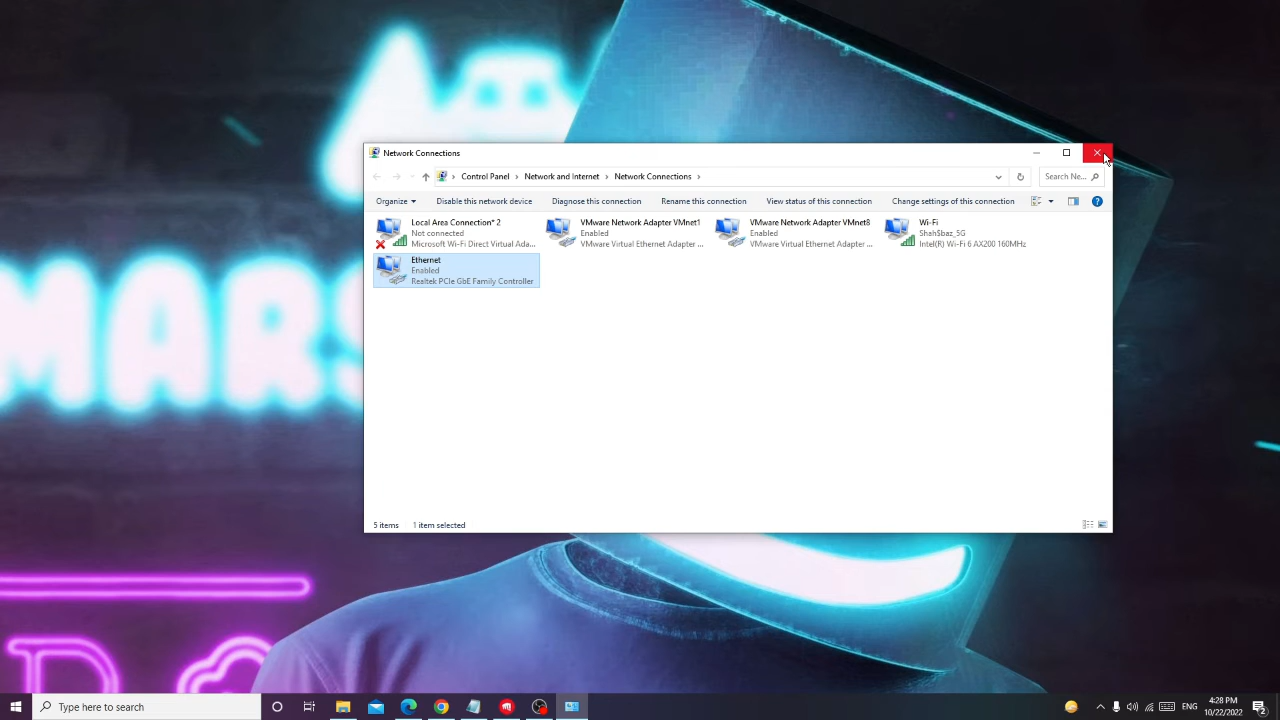 MARS
Network Connections
Control Panel
Network and Internet
Network Connections
Search Ne...
Organize
Disable this network device
Diagnose this connection
Rename this connection
View status of this connection
Change settings of this connection
Local Area Connection* 2
Not connected
Microsoft Wi-Fi Direct Virtual Ada...
VMware Network Adapter VMnet1
Enabled
VMware Virtual Ethernet Adapter ...
VMware Network Adapter VMnet8
Enabled
VMware Virtual Ethernet Adapter ...
Wi-Fi
Shah$baz_5G
Intel(R) Wi-Fi 6 AX200 160MHz
Ethernet
Enabled
Realtek PCIe GbE Family Controller
5 items
1 item selected
Type here to search
ENG
4:28 PM
10/22/2022
2